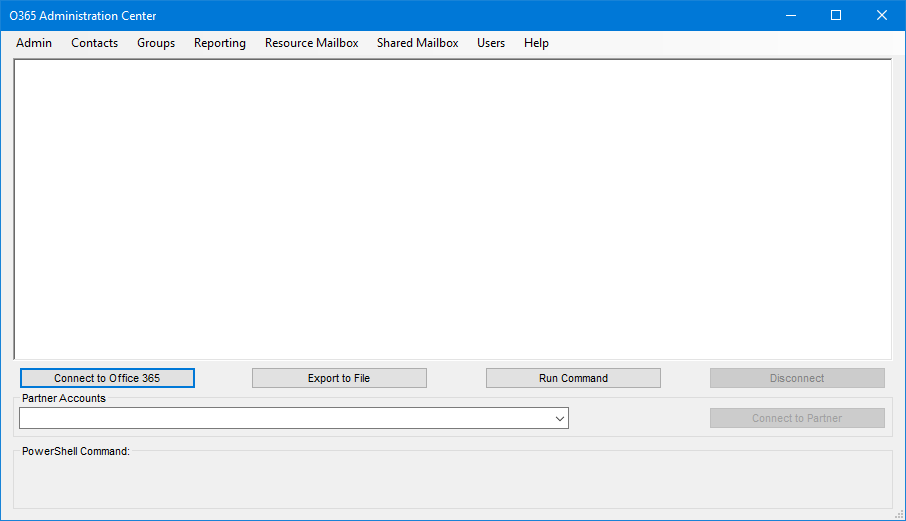 O365 Administration Center
Admin Contacts Groups Reporting Resource Mailbox Shared Mailbox Users Help
Connect to Office 365 Export to File Run Command Disconnect
Partner Accounts
Connect to Partner
PowerShell Command: